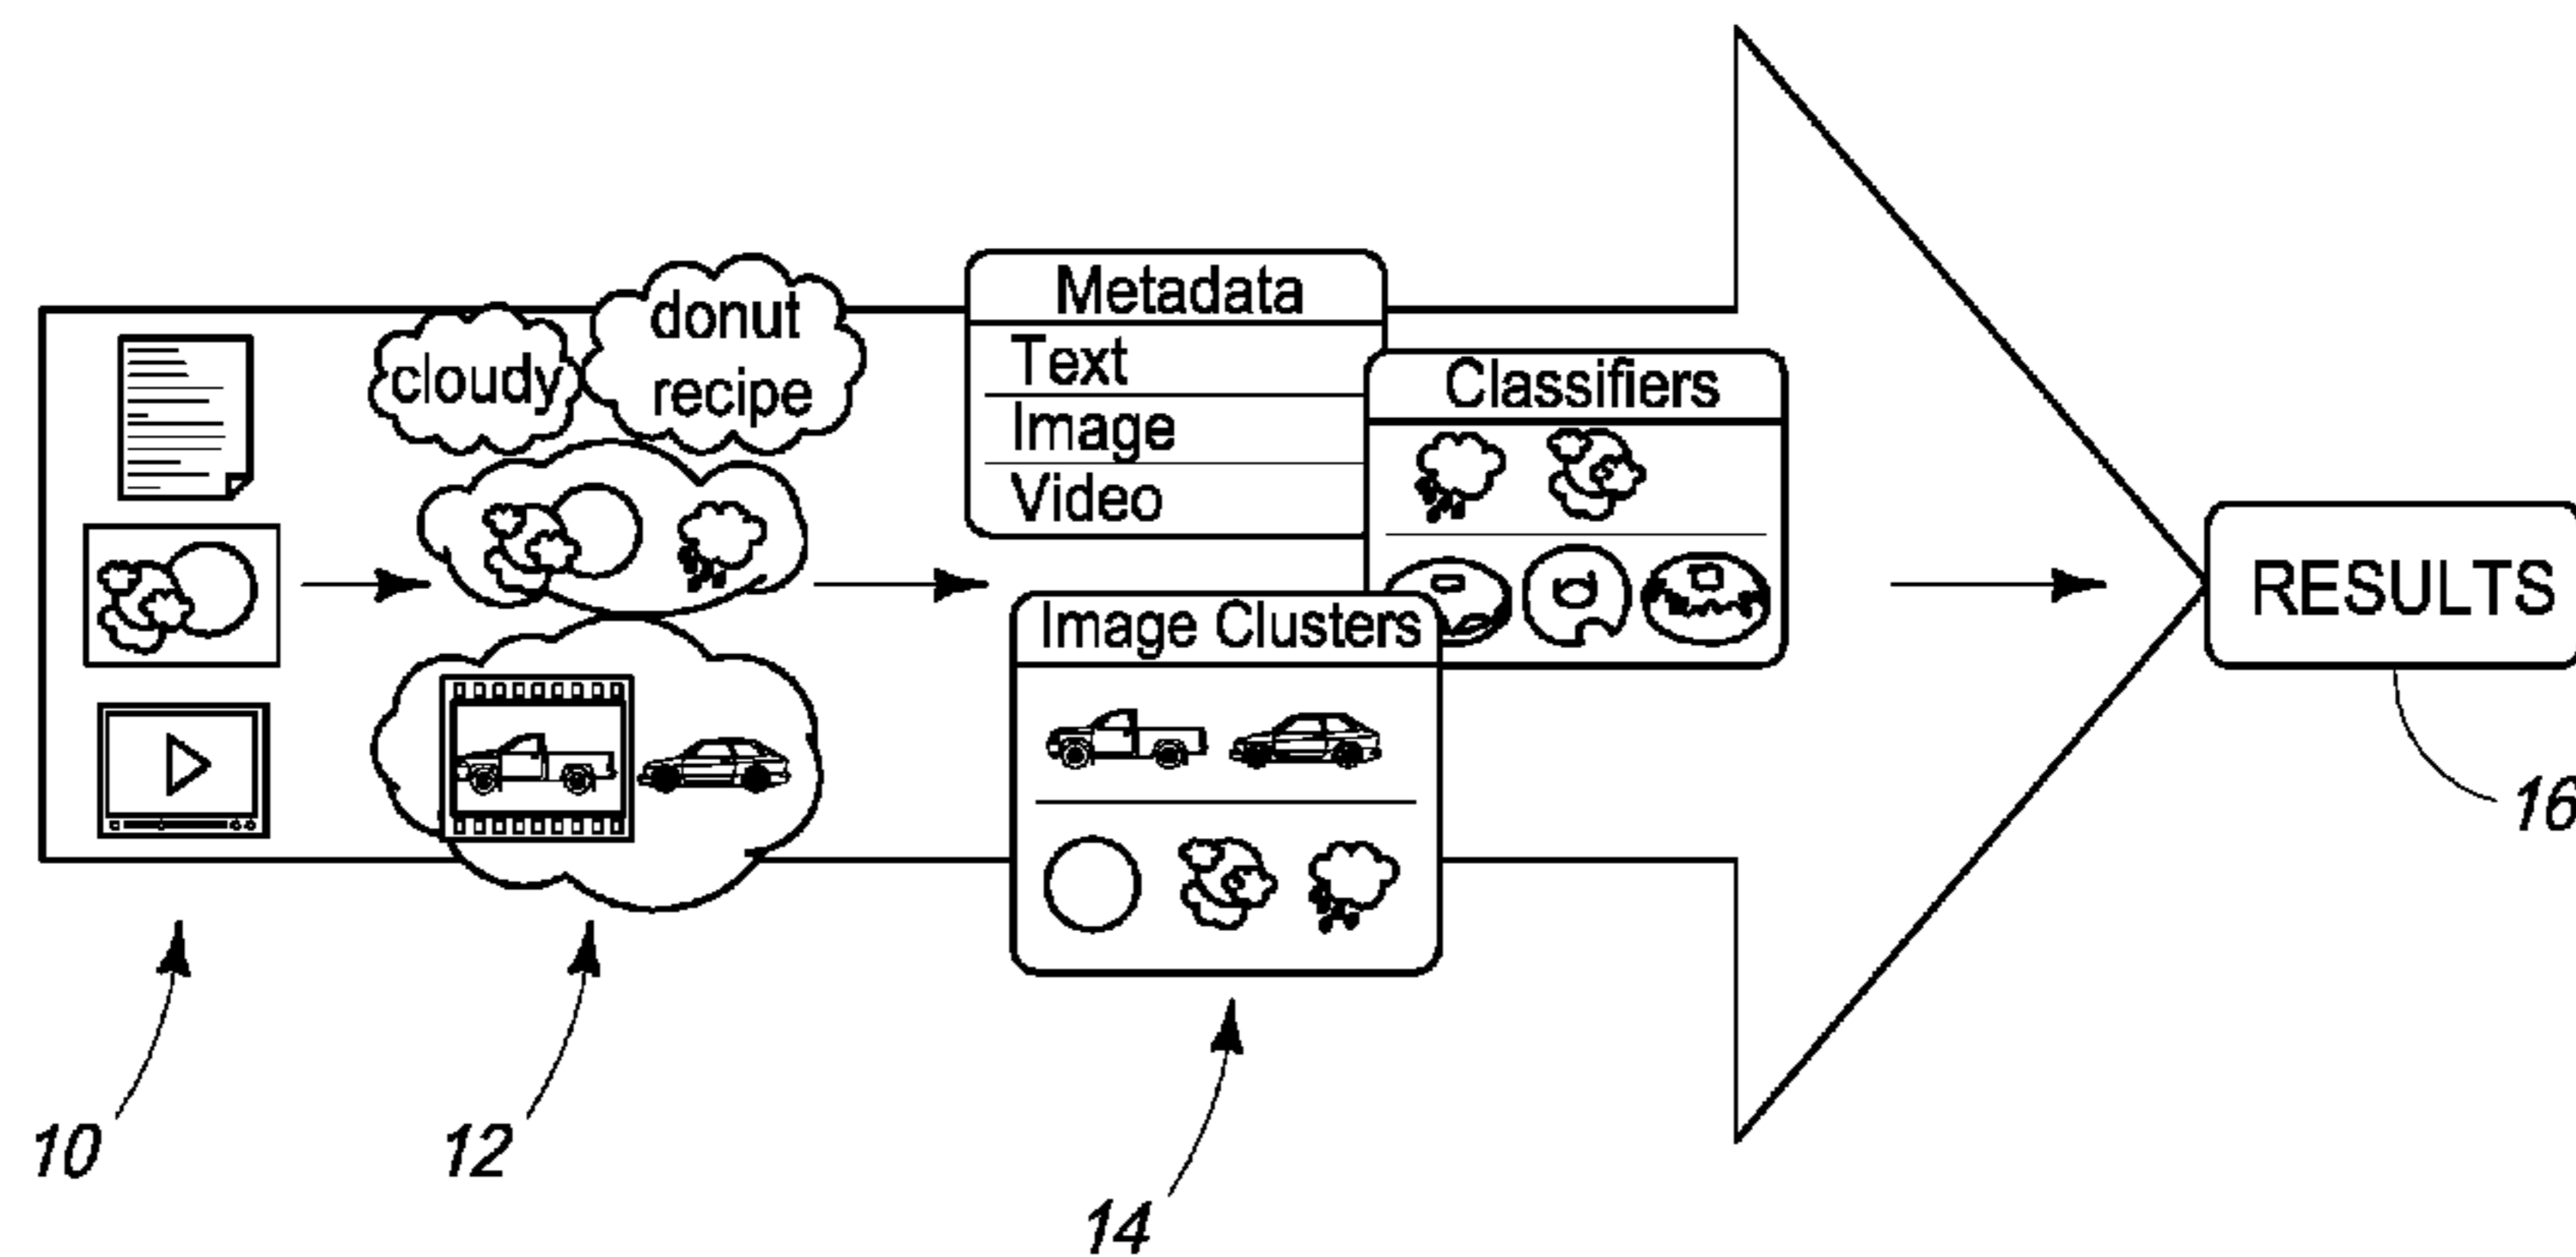 cloudy
donut
recipe
Metadata
Text
Image
Video
Classifiers
Image Clusters
RESULTS
10
12
14
16